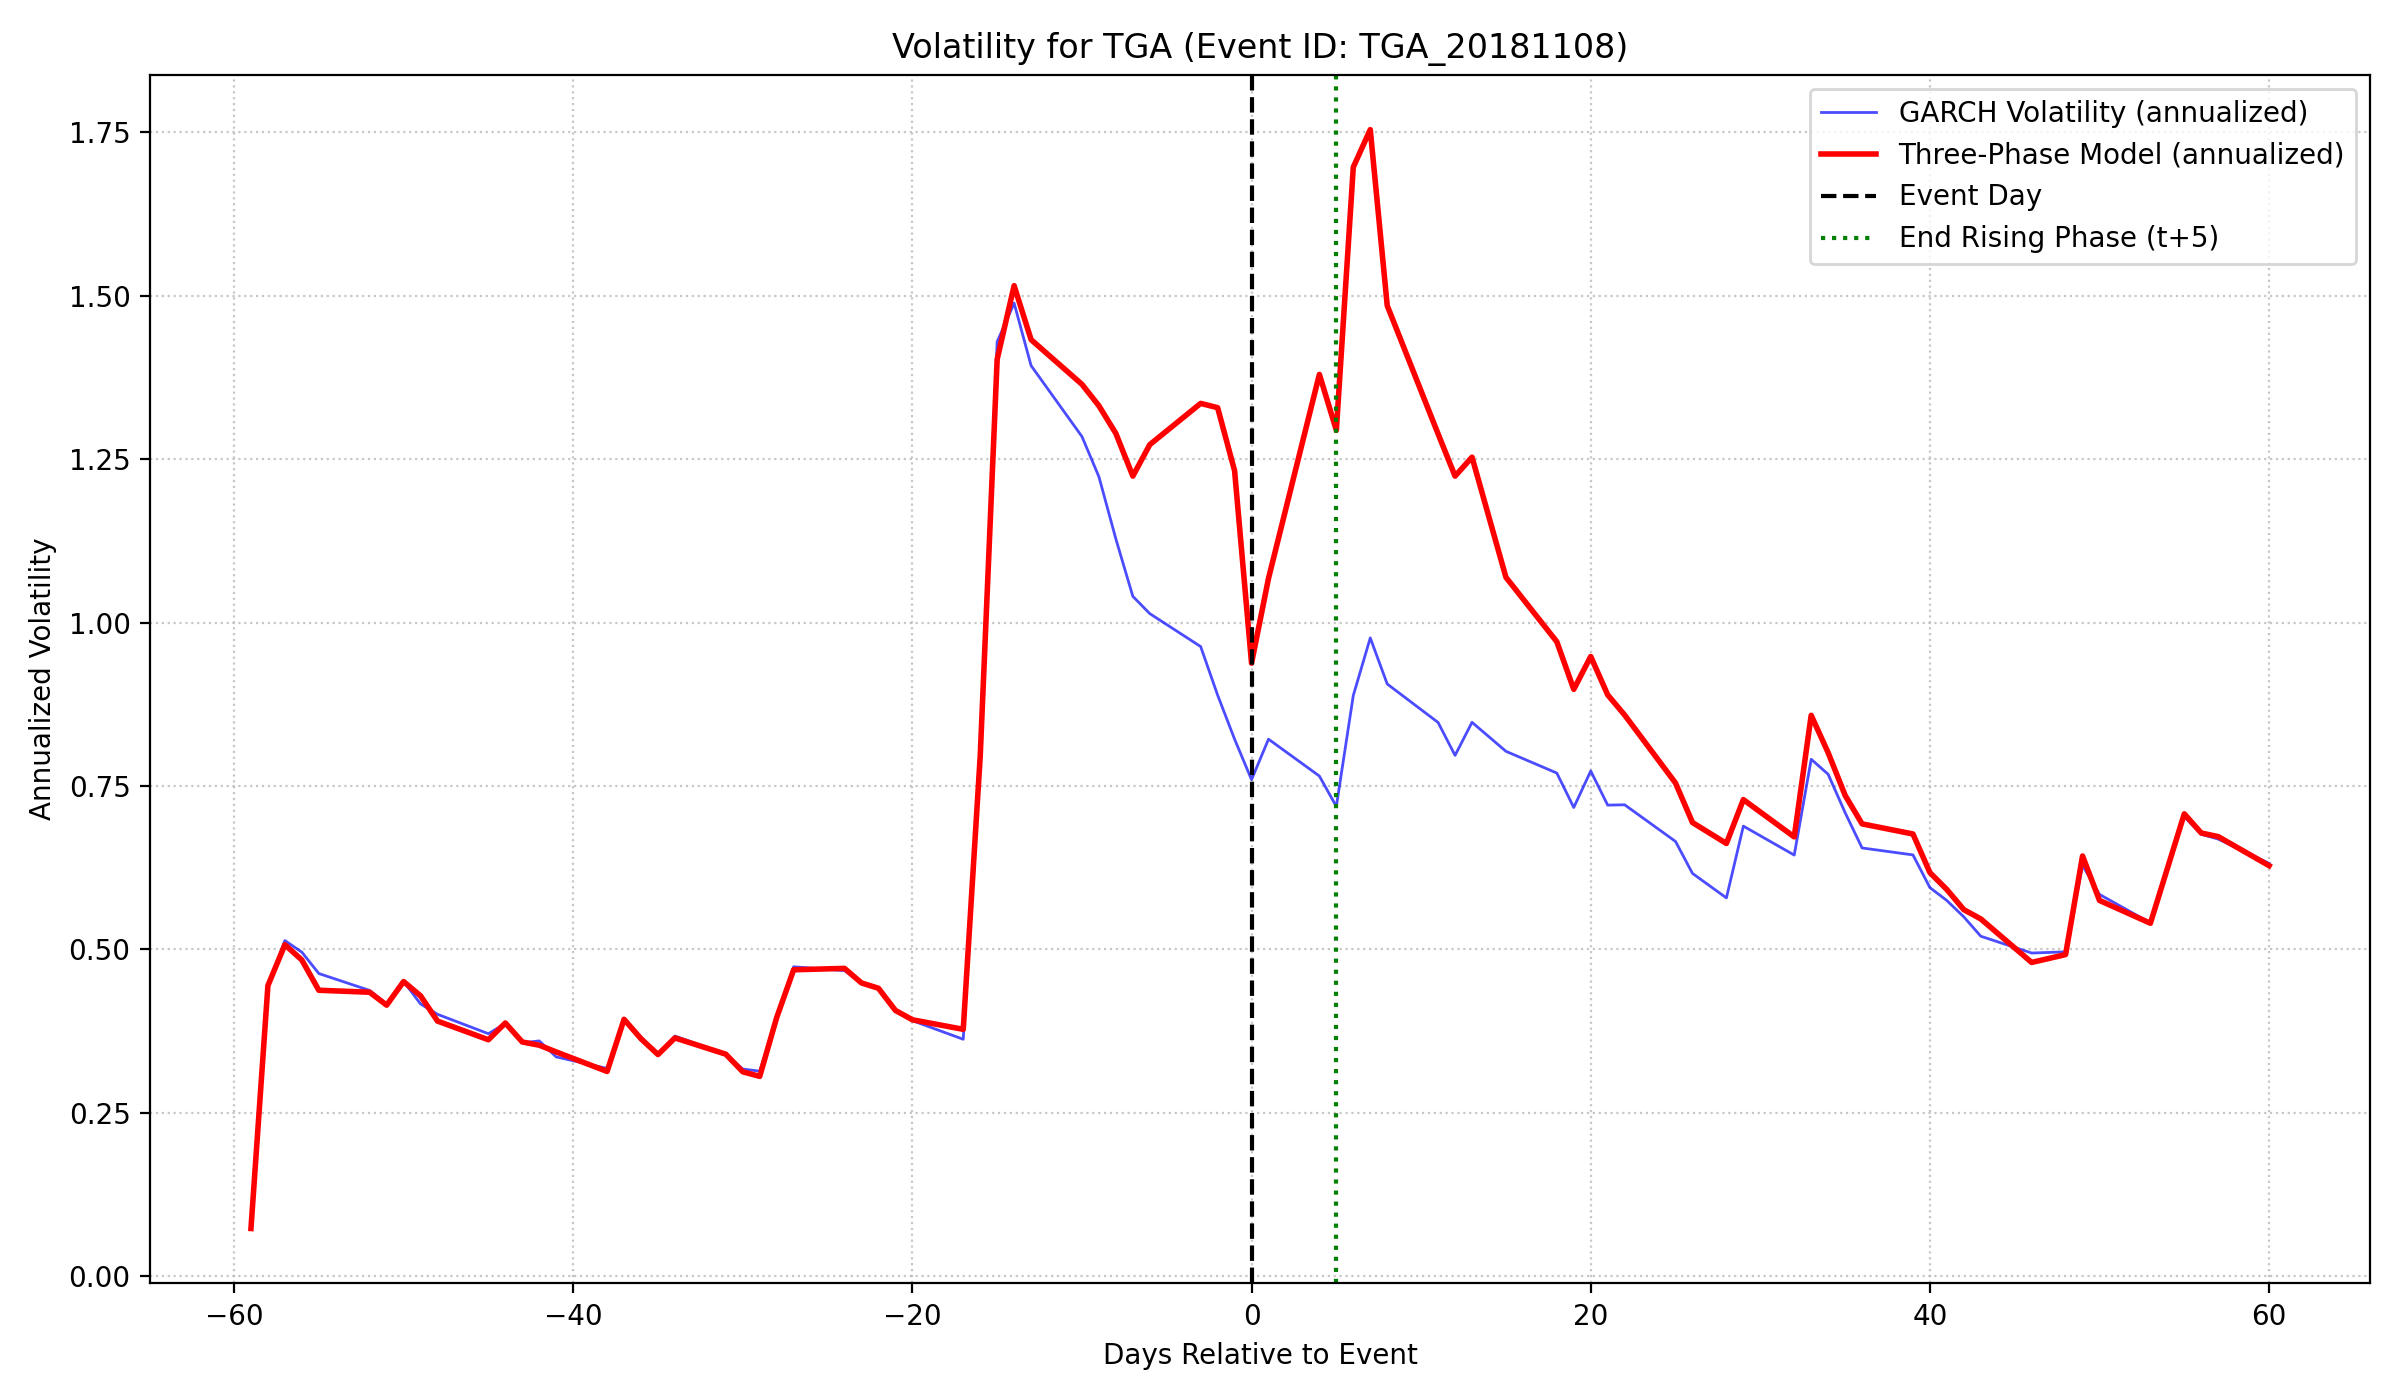 Volatility for TGA (Event ID: TGA_20181108)
GARCH Volatility (annualized)
Three-Phase Model (annualized)
Event Day
End Rising Phase (t+5)
Annualized Volatility
1.75
1.50
1.25
1.00
0.75
0.50
0.25
0.00
−60 −40 −20 0 20 40 60
Days Relative to Event